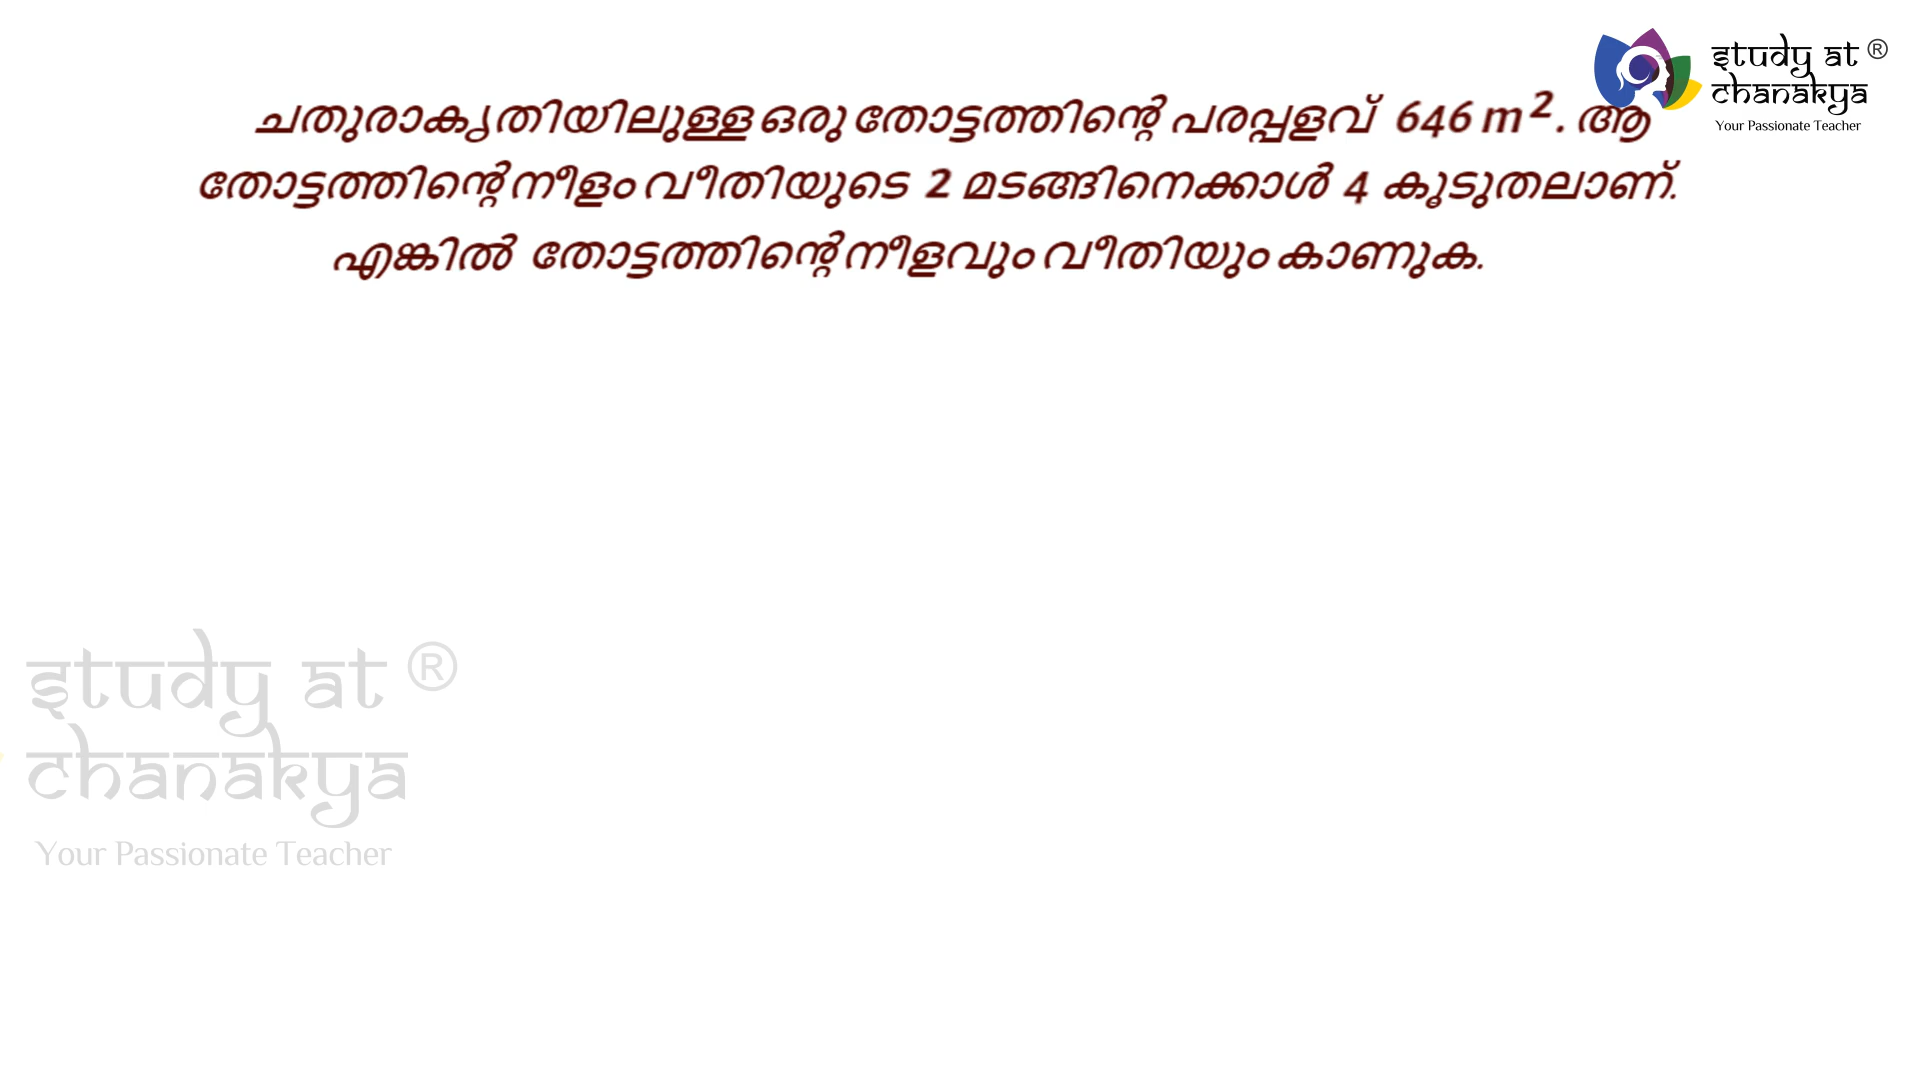 study at ®
chanakya
Your Passionate Teacher
ചതുരാകൃതിയിലുള്ള ഒരു തോട്ടത്തിന്റെ പരപ്പളവ് 646 m². ആ
തോട്ടത്തിന്റെ നീളം വീതിയുടെ 2 മടങ്ങിനെക്കാൾ 4 കൂടുതലാണ്.
എങ്കിൽ തോട്ടത്തിന്റെ നീളവും വീതിയും കാണുക.
study at ®
chanakya
Your Passionate Teacher